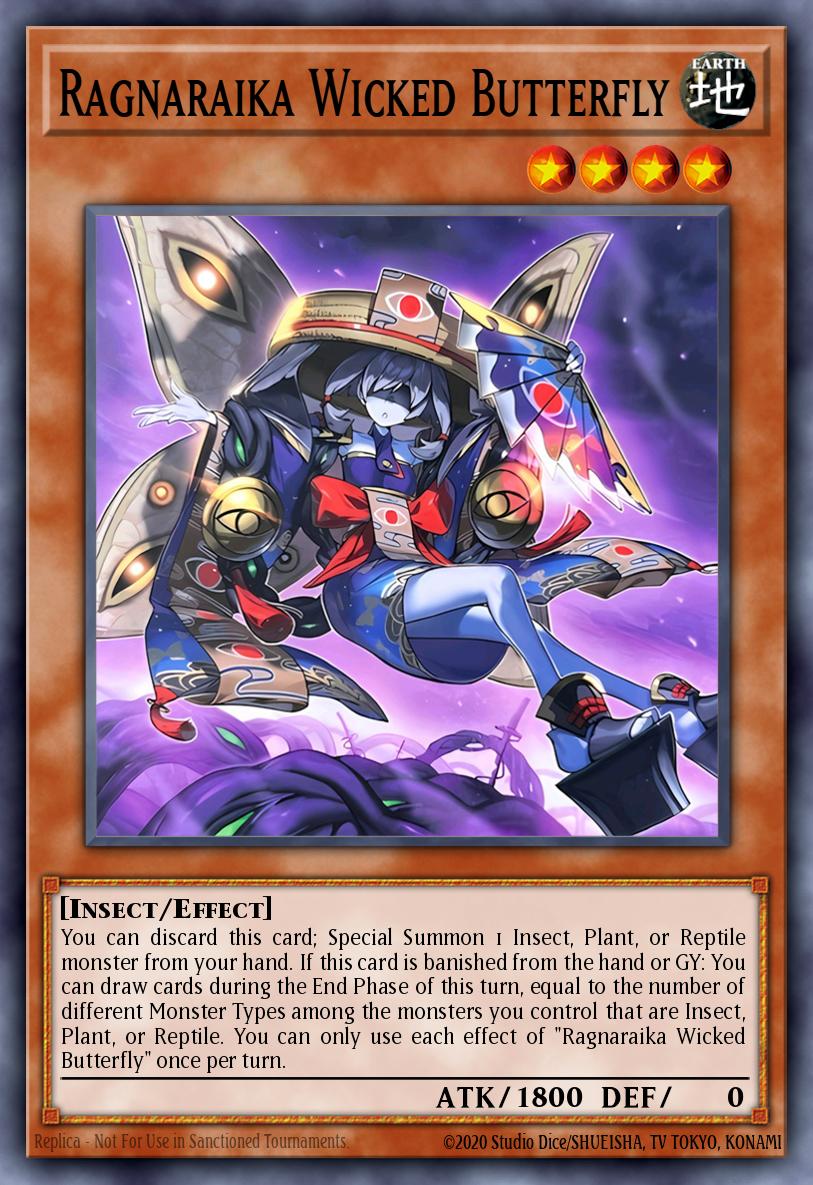 Ragnaraika Wicked Butterfly
EARTH
地
[Insect/Effect]
You can discard this card; Special Summon 1 Insect, Plant, or Reptile
monster from your hand. If this card is banished from the hand or GY: You
can draw cards during the End Phase of this turn, equal to the number of
different Monster Types among the monsters you control that are Insect,
Plant, or Reptile. You can only use each effect of "Ragnaraika Wicked
Butterfly" once per turn.
ATK/1800 DEF/ 0
Replica - Not For Use in Sanctioned Tournaments.
©2020 Studio Dice/SHUEISHA, TV TOKYO, KONAMI